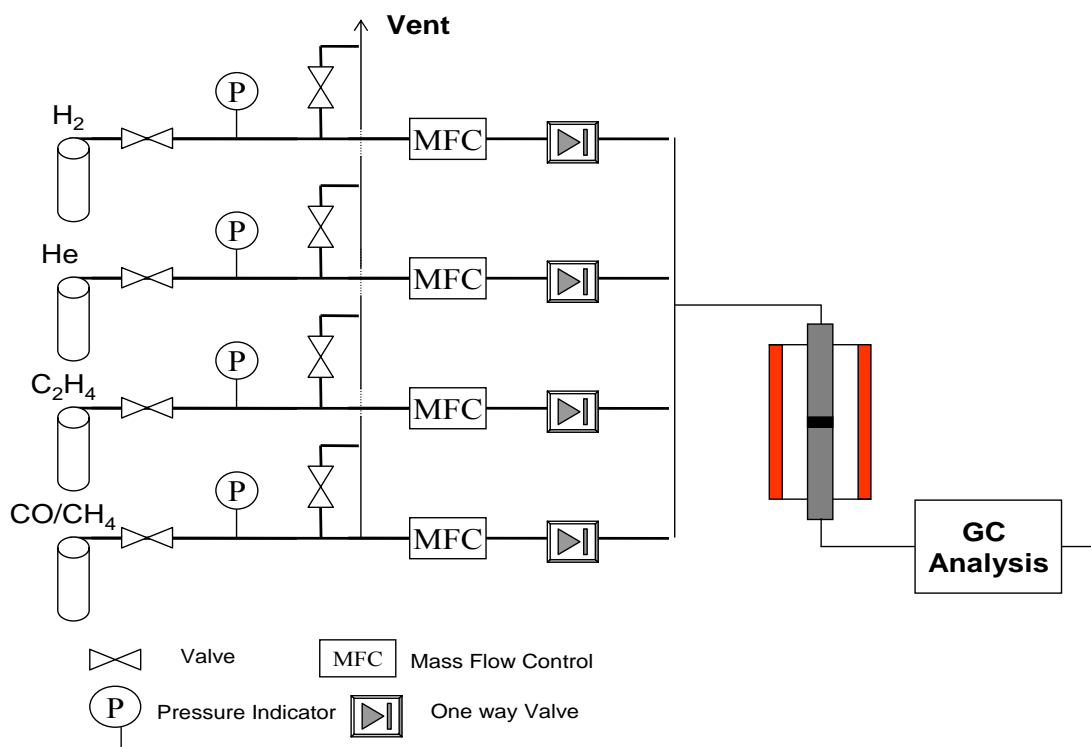 Vent
P
H2
MFC
P
He
MFC
P
C2H4
MFC
P
CO/CH4
MFC
GC
Analysis
Valve
MFC
Mass Flow Control
P
Pressure Indicator
One way Valve